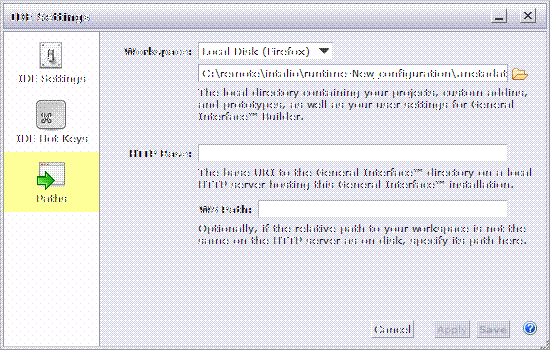 IDE Settings
IDE Settings
IDE Hot Keys
Paths
Workspace: Local Disk (Firefox)
C:\remote\intalio\runtime-New_configuration\.metadat
The local directory containing your projects, custom addins,
and prototypes, as well as your user settings for General
Interface™ Builder.
HTTP Base:
The base URI to the General Interface™ directory on a local
HTTP server hosting this General Interface™ installation.
WS Path:
Optionally, if the relative path to your workspace is not the
same on the HTTP server as on disk, specify its path here.
Cancel Apply Save